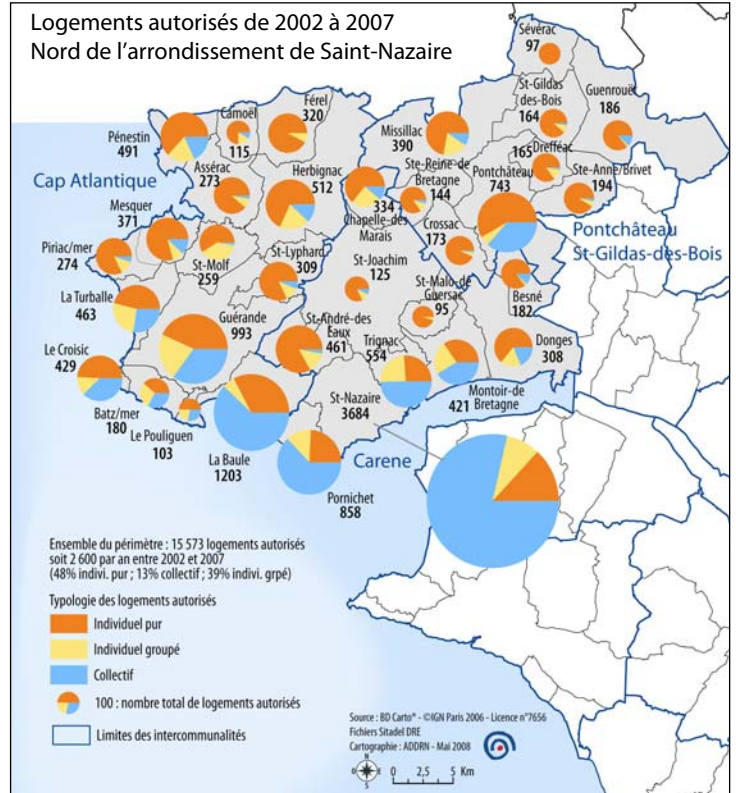 Logements autorisés de 2002 à 2007
Nord de l'arrondissement de Saint-Nazaire
Sévérac
97
St-Gildas
des-Bois
164
Guenrouët
186
Férel
320
Camoël
115
Pénestin
491
Missillac
390
Drefféac
165
Assérac
273
Herbignac
512
Ste-Reine-de
Bretagne
144
Pontchâteau
743
Ste-Anne/Brivet
194
Cap Atlantique
334
Chapelle-des
Marais
Mesquer
371
Crossac
173
Pontchâteau
St-Gildas-des-Bois
Piriac/mer
274
St-Molf
259
St-Lyphard
309
St-Joachim
125
St-Malo-de
Guersac
95
Besné
182
La Turballe
463
Guérande
993
St-André-des
Eaux
461
Trignac
554
Donges
308
Le Croisic
429
St-Nazaire
3684
Montoir-de
421 Bretagne
Batz/mer
180
Le Pouliguen
103
La Baule
1203
Carene
Pornichet
858
Ensemble du périmètre : 15 573 logements autorisés
soit 2 600 par an entre 2002 et 2007
(48% indivi. pur ; 13% collectif ; 39% indivi. grpé)
Typologie des logements autorisés
Individuel pur
Individuel groupé
Collectif
100 : nombre total de logements autorisés
Limites des intercommunalités
Source : BD Carto® - ©IGN Paris 2006 - Licence n°7656
Fichiers Sitadel DRE
Cartographie : ADDRN - Mai 2008
N
O E
S
0 2,5 5 Km